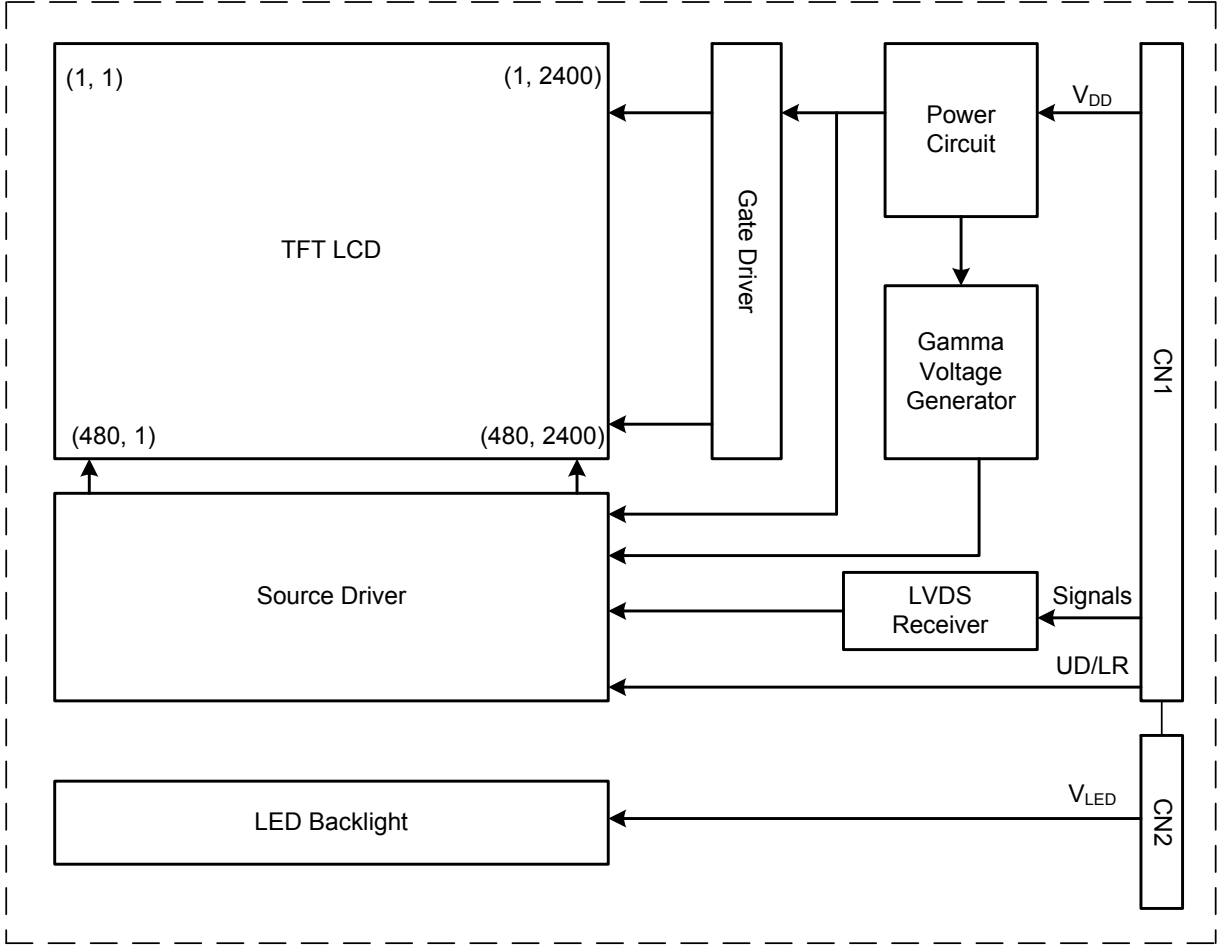 (1, 1)
(1, 2400)
TFT LCD
(480, 1)
(480, 2400)
Gate Driver
Power
Circuit
VDD
Gamma
Voltage
Generator
CN1
Source Driver
LVDS
Receiver
Signals
UD/LR
LED Backlight
VLED
CN2